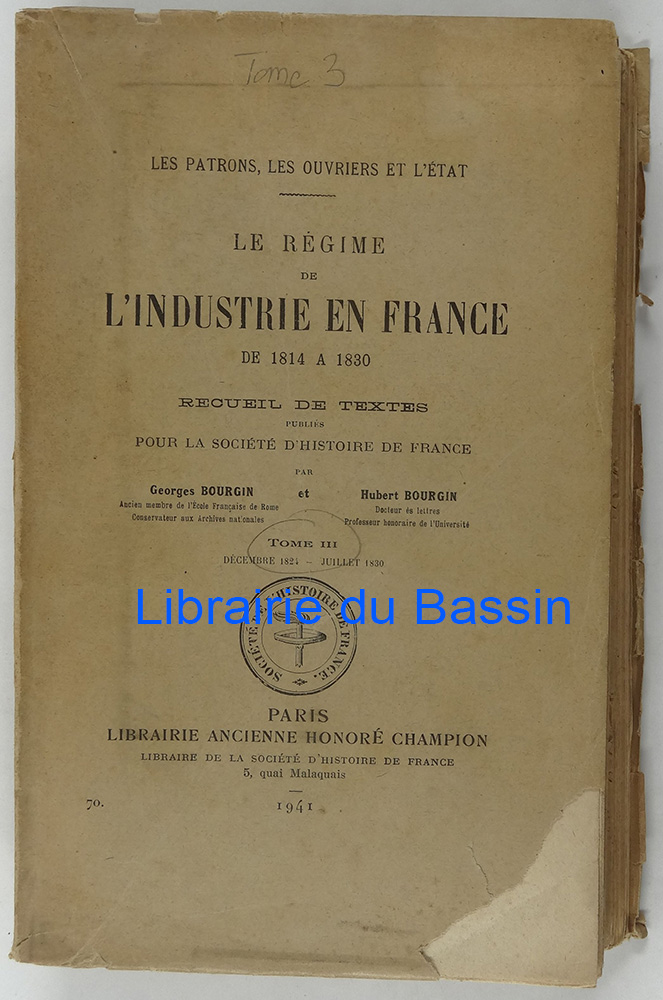 Tome 3
LES PATRONS, LES OUVRIERS ET L'ÉTAT
LE RÉGIME
DE
L'INDUSTRIE EN FRANCE
DE 1814 A 1830
RECUEIL DE TEXTES
PUBLIÉS
POUR LA SOCIÉTÉ D'HISTOIRE DE FRANCE
PAR
Georges BOURGIN et Hubert BOURGIN
Ancien membre de l'École Française de Rome Docteur ès lettres
Conservateur aux Archives nationales Professeur honoraire de l'Université
TOME III
DÉCEMBRE 1824 – JUILLET 1830
Librairie du Bassin
SOCIÉTÉ D'HISTOIRE DE FRANCE.
PARIS
LIBRAIRIE ANCIENNE HONORÉ CHAMPION
LIBRAIRE DE LA SOCIÉTÉ D'HISTOIRE DE FRANCE
5, quai Malaquais
70. 1941